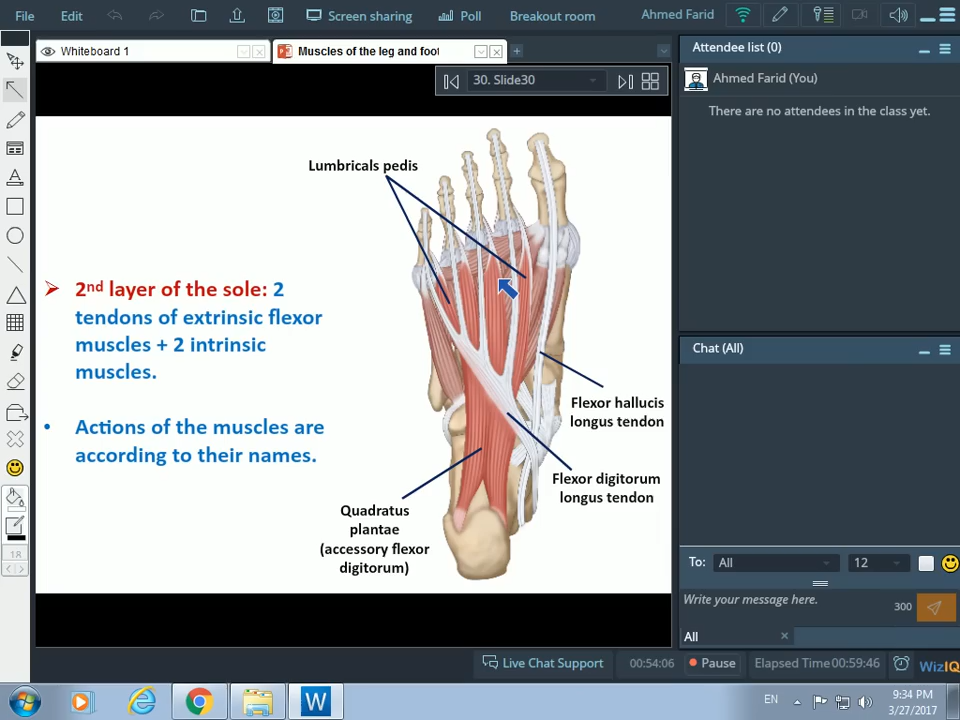 File
Edit
Screen sharing
Poll
Breakout room
Ahmed Farid
Whiteboard 1
Muscles of the leg and foot
30. Slide30
Attendee list (0)
Ahmed Farid (You)
There are no attendees in the class yet.
Lumbricals pedis
➢ 2nd layer of the sole: 2
tendons of extrinsic flexor
muscles + 2 intrinsic
muscles.
• Actions of the muscles are
according to their names.
Flexor hallucis
longus tendon
Flexor digitorum
longus tendon
Quadratus
plantae
(accessory flexor
digitorum)
Chat (All)
To:
All
12
Write your message here.
300
All
1R
Live Chat Support
00:54:06
Pause
Elapsed Time 00:59:46
WizIQ
W
EN
9:34 PM
3/27/2017